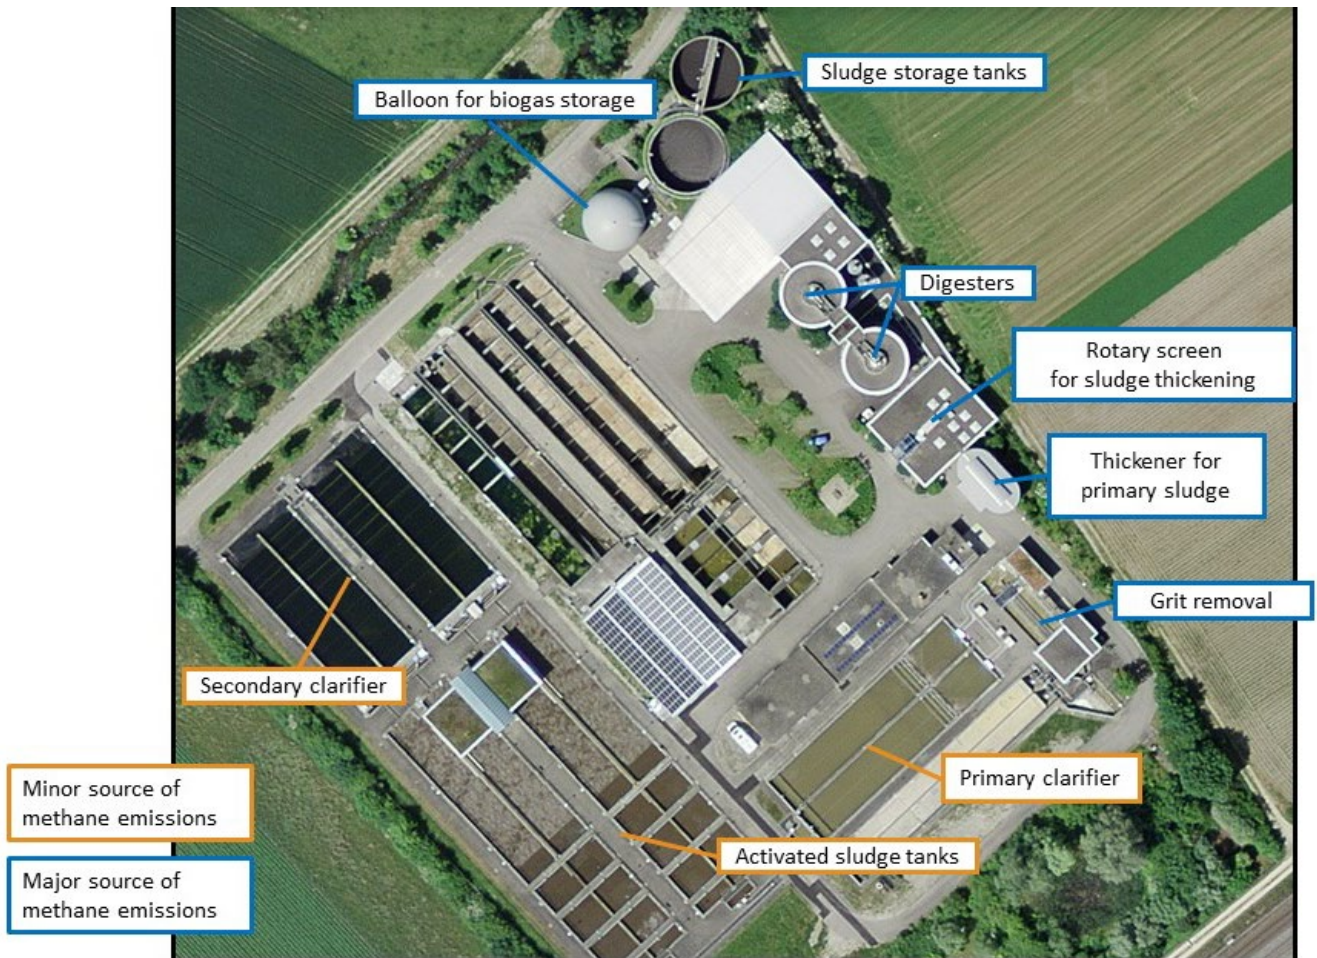 Sludge storage tanks
Balloon for biogas storage
Digesters
Rotary screen
for sludge thickening
Thickener for
primary sludge
Grit removal
Secondary clarifier
Primary clarifier
Minor source of
methane emissions
Activated sludge tanks
Major source of
methane emissions